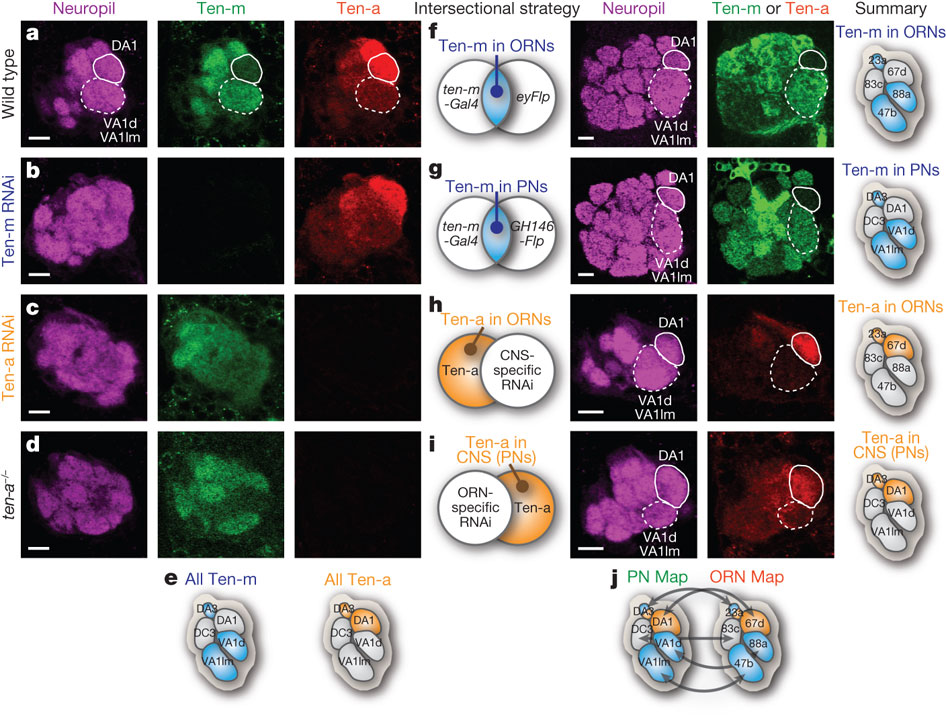 Neuropil
Ten-m
Ten-a
Intersectional strategy
Neuropil
Ten-m or Ten-a
Summary
Wild type
a
DA1
VA1d
VA1lm
f
Ten-m in ORNs
ten-m
-Gal4
eyFlp
DA1
VA1d
VA1lm
Ten-m in ORNs
23a
67d
83c
88a
47b
Ten-m RNAi
b
g
Ten-m in PNs
ten-m
-Gal4
GH146
-Flp
DA1
VA1d
VA1lm
Ten-m in PNs
DA3
DA1
DC3
VA1d
VA1lm
Ten-a RNAi
c
h
Ten-a in ORNs
Ten-a
CNS-
specific
RNAi
DA1
VA1d
VA1lm
Ten-a in ORNs
23a
67d
83c
88a
47b
ten-a–/–
d
i
Ten-a in
CNS (PNs)
ORN-
specific
RNAi
Ten-a
DA1
VA1d
VA1lm
Ten-a in
CNS (PNs)
DA3
DA1
DC3
VA1d
VA1lm
e
All Ten-m
DA3
DA1
DC3
VA1d
VA1lm
All Ten-a
DA3
DA1
DC3
VA1d
VA1lm
j
PN Map
ORN Map
DA3
DA1
DC3
VA1d
VA1lm
23a
67d
83c
88a
47b